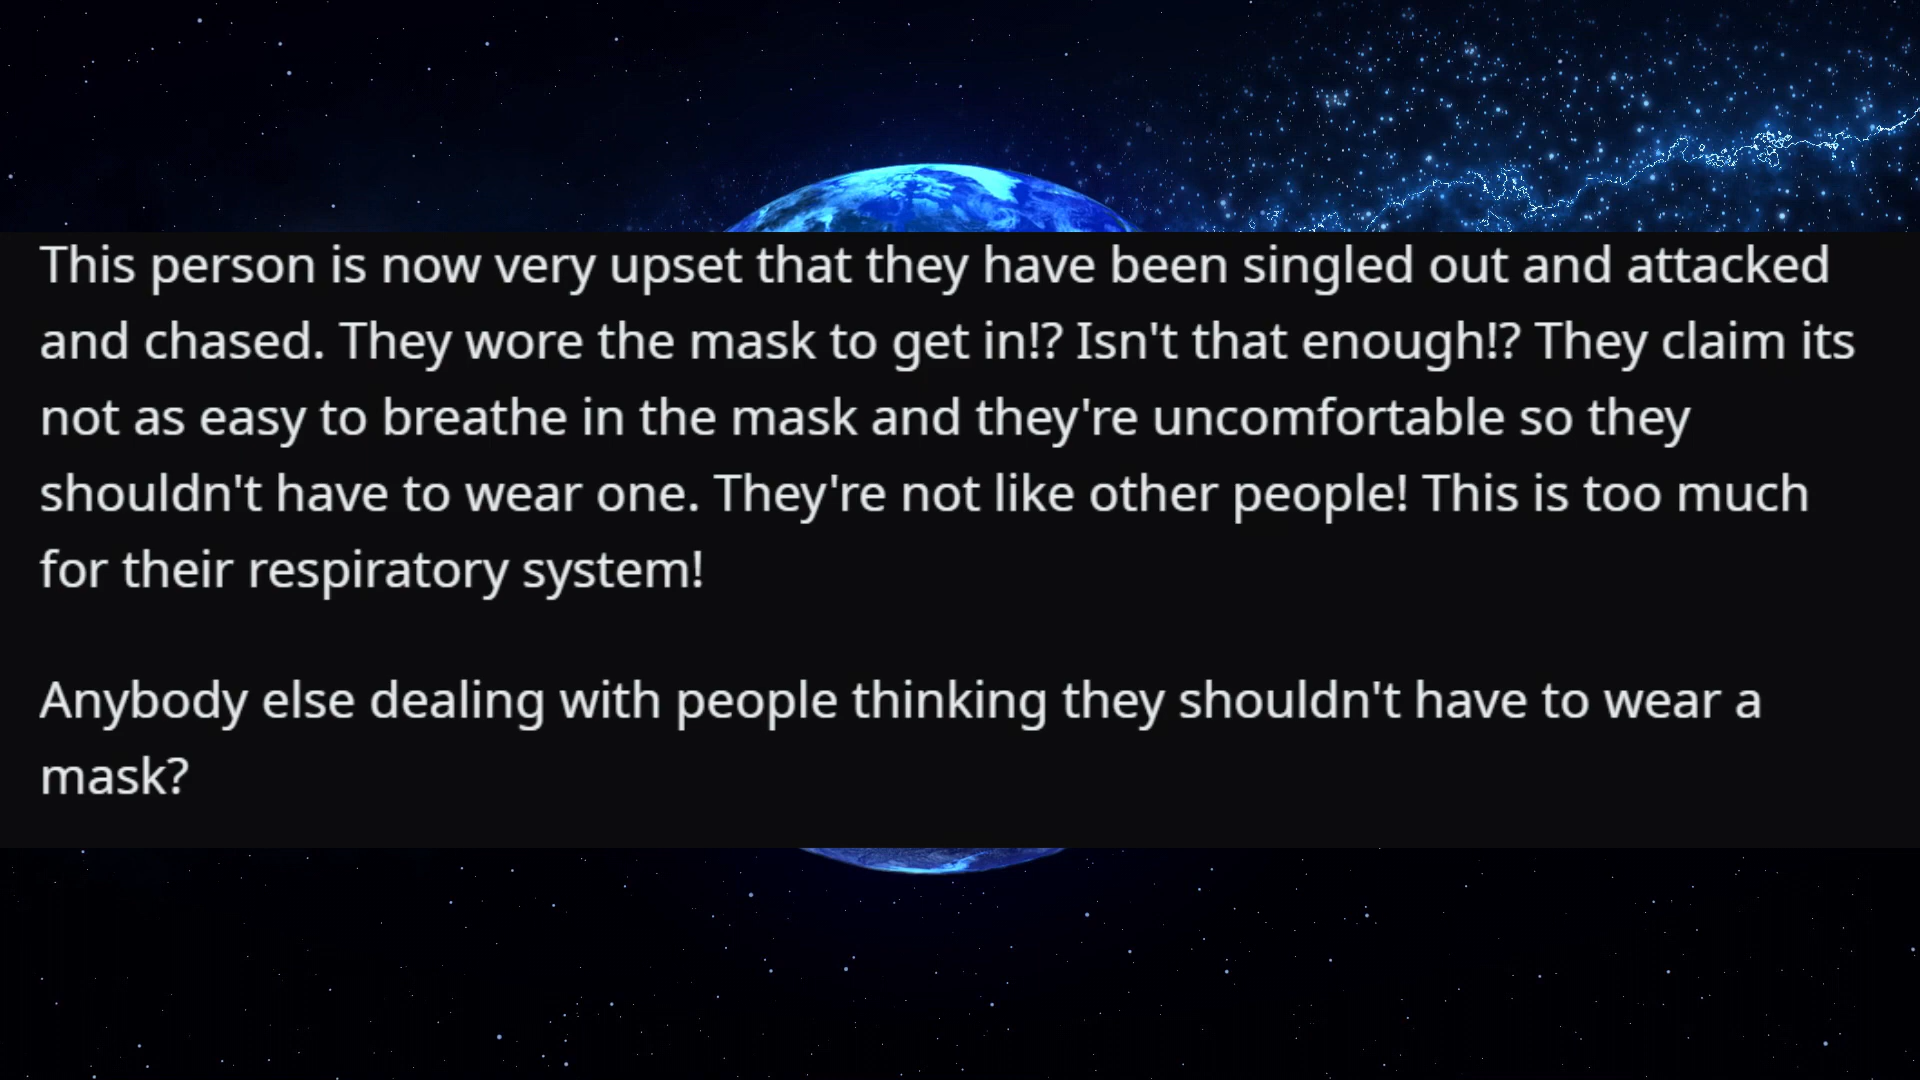 This person is now very upset that they have been singled out and attacked
and chased. They wore the mask to get in!? Isn't that enough!? They claim its
not as easy to breathe in the mask and they're uncomfortable so they
shouldn't have to wear one. They're not like other people! This is too much
for their respiratory system!
Anybody else dealing with people thinking they shouldn't have to wear a
mask?